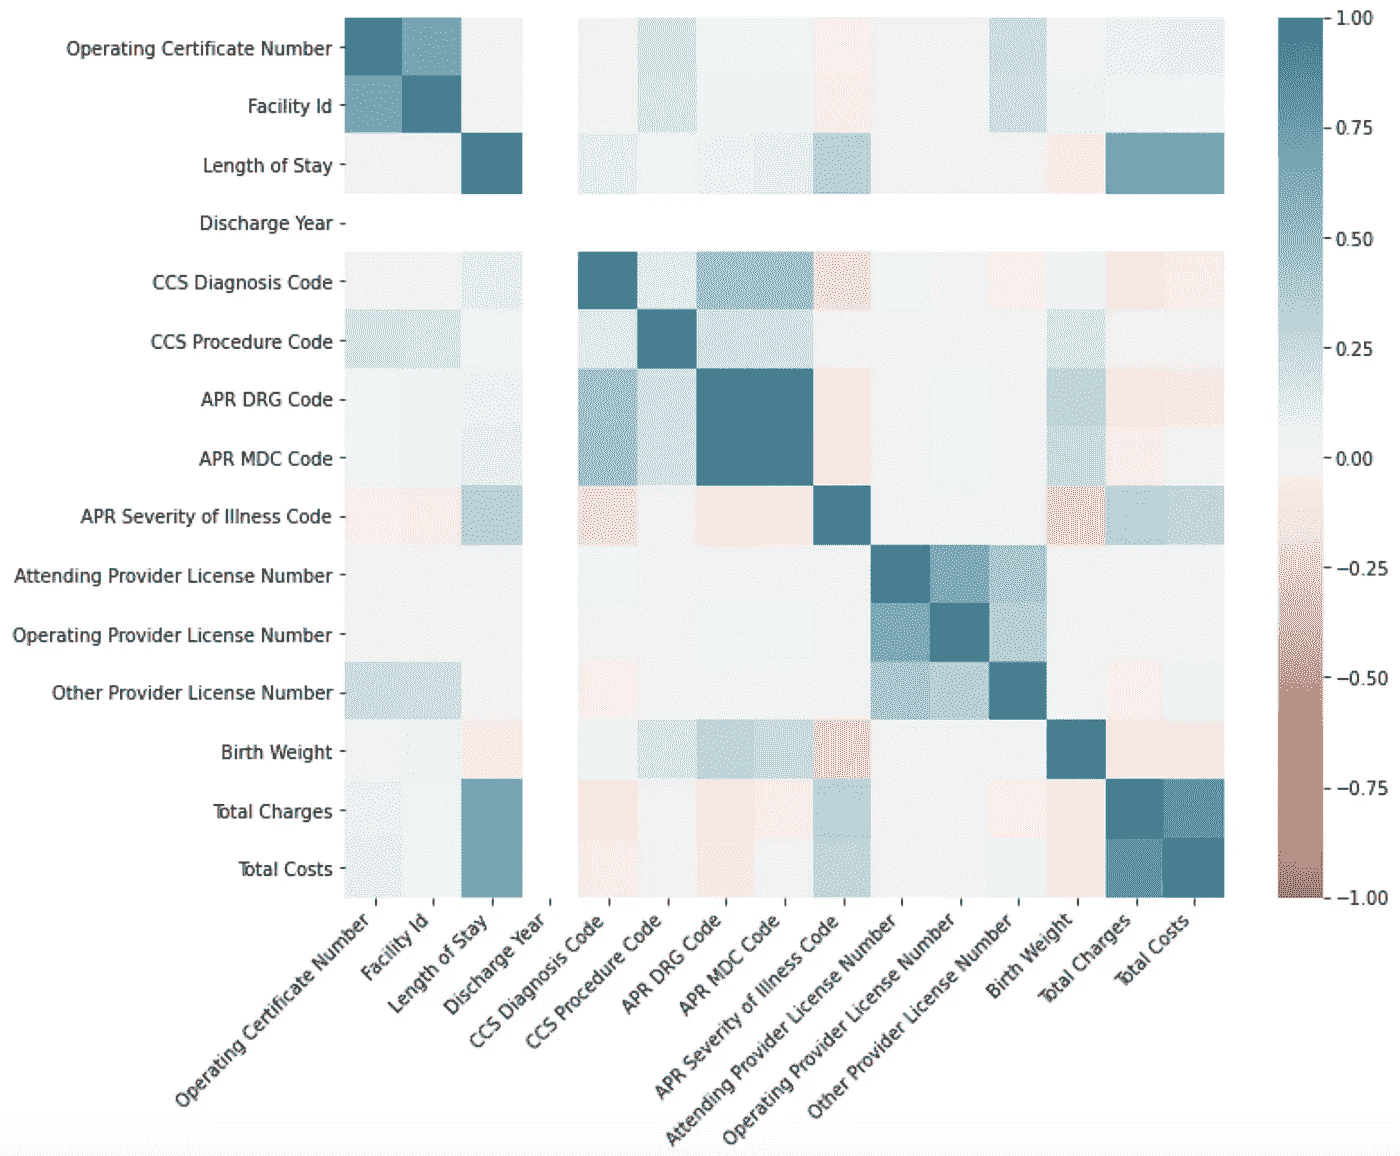 Operating Certificate Number
Facility Id
Length of Stay
Discharge Year
CCS Diagnosis Code
CCS Procedure Code
APR DRG Code
APR MDC Code
APR Severity of Illness Code
Attending Provider License Number
Operating Provider License Number
Other Provider License Number
Birth Weight
Total Charges
Total Costs
Operating Certificate Number
Facility Id
Length of Stay
Discharge Year
CCS Diagnosis Code
CCS Procedure Code
APR DRG Code
APR MDC Code
APR Severity of Illness Code
Attending Provider License Number
Operating Provider License Number
Other Provider License Number
Birth Weight
Total Charges
Total Costs
1.00
0.75
0.50
0.25
0.00
−0.25
−0.50
−0.75
−1.00